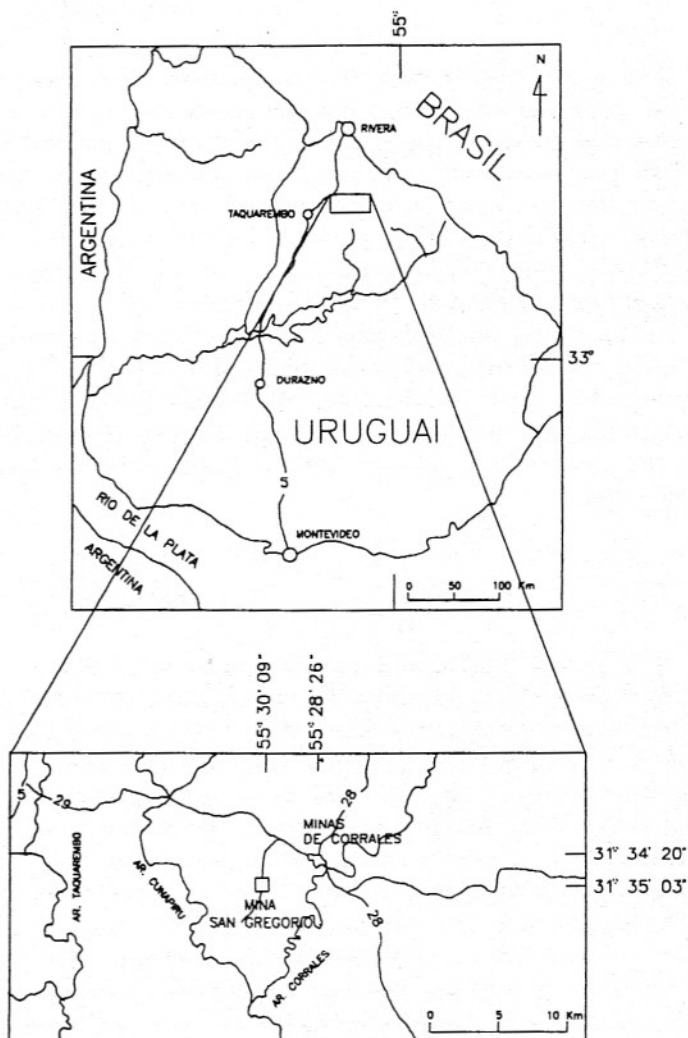 55°
N
BRASIL
RIVERA
ARGENTINA
TAQUAREMBO
33°
DURAZNO
URUGUAI
5
RIO DE LA PLATA
MONTEVIDEO
ARGENTINA
0 50 100 Km
55° 30' 09"
55° 28' 26"
5
29
28
MINAS
DE CORRALES
31° 34' 20"
31° 35' 03"
AR. TAQUAREMBO
AR. CUNAPIRU
MINA
SAN GREGORIO
28
AR. CORRALES
0 5 10 Km